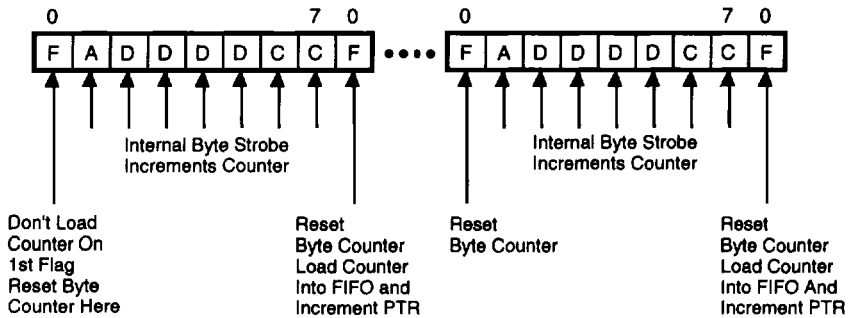 0 7 0 0 7 0
F A D D D D C C F F A D D D D C C F
Internal Byte Strobe
Increments Counter
Internal Byte Strobe
Increments Counter
Don't Load
Counter On
1st Flag
Reset Byte
Counter Here
Reset
Byte Counter
Load Counter
Into FIFO and
Increment PTR
Reset
Byte Counter
Reset
Byte Counter
Load Counter
Into FIFO And
Increment PTR